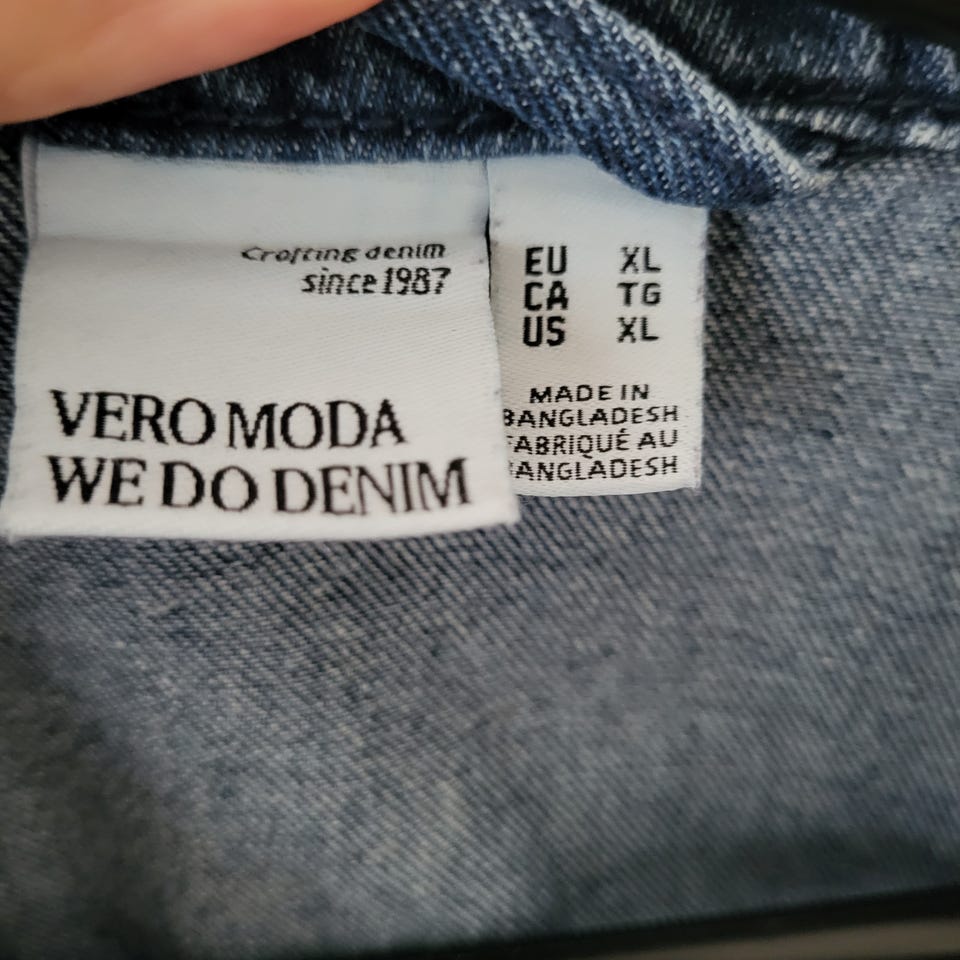 Crafting denim
since 1987
VERO MODA
WE DO DENIM
EU XL
CA TG
US XL
MADE IN
BANGLADESH
FABRIQUÉ AU
BANGLADESH